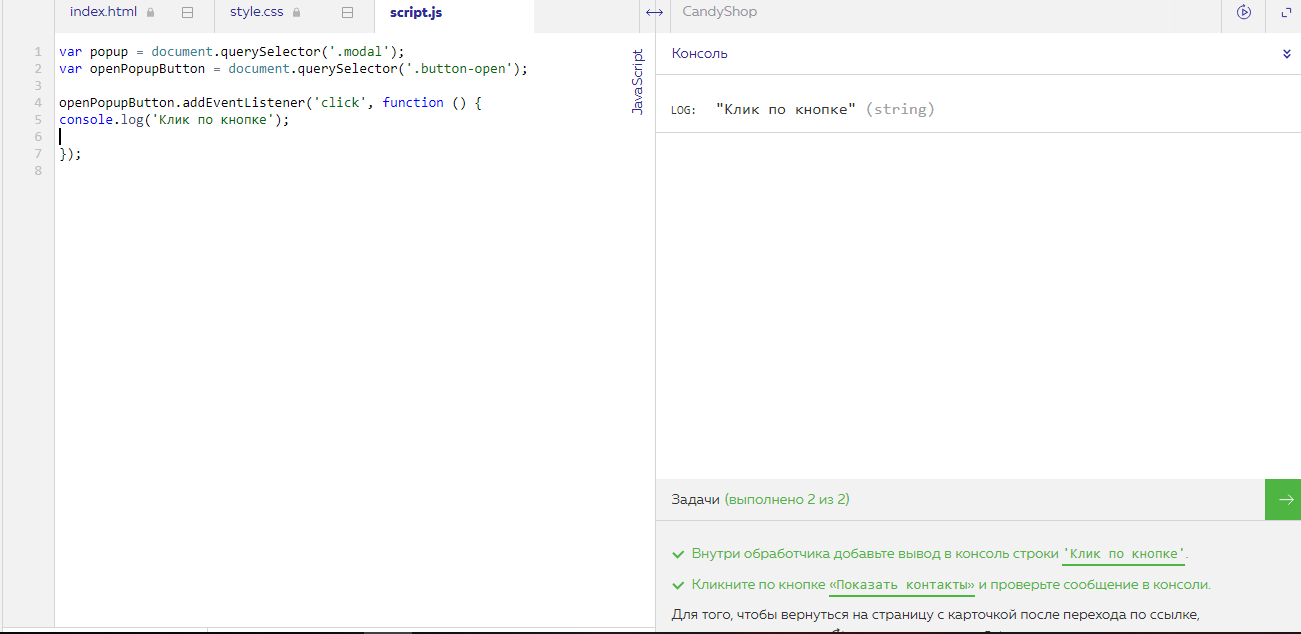 index.html
style.css
script.js
CandyShop
1 var popup = document.querySelector('.modal');
2 var openPopupButton = document.querySelector('.button-open');
3
4 openPopupButton.addEventListener('click', function () {
5 console.log('Клик по кнопке');
6
7 });
8
JavaScript
Консоль
LOG: "Клик по кнопке" (string)
Задачи (выполнено 2 из 2)
Внутри обработчика добавьте вывод в консоль строки 'Клик по кнопке'.
Кликните по кнопке «Показать контакты» и проверьте сообщение в консоли.
Для того, чтобы вернуться на страницу с карточкой после перехода по ссылке,